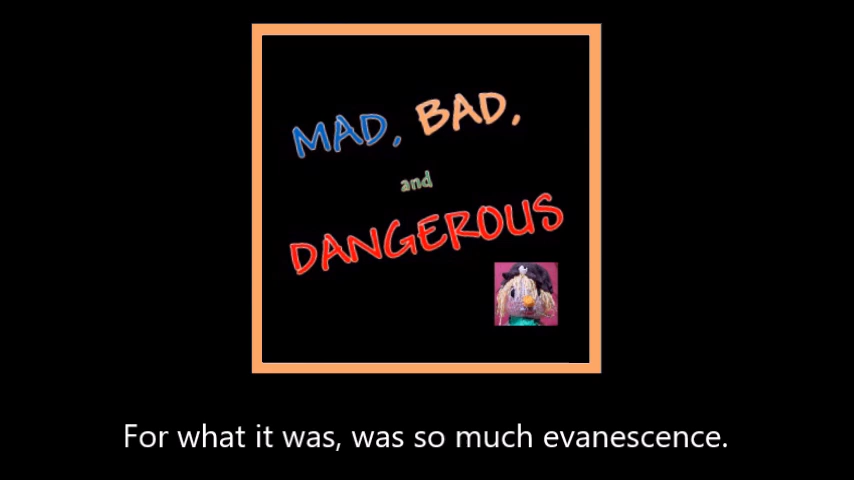 MAD, BAD,
and
DANGEROUS
For what it was, was so much evanescence.